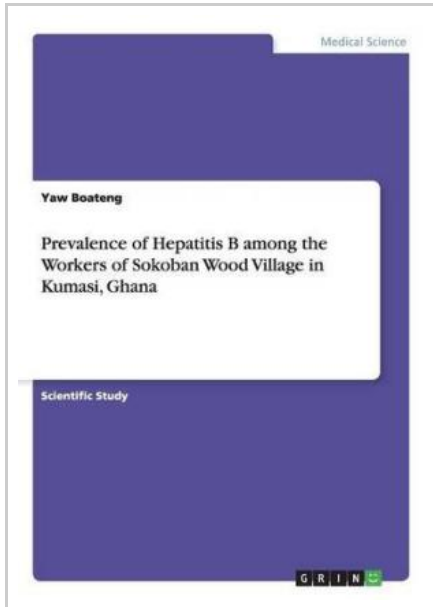 Medical Science
Yaw Boateng
Prevalence of Hepatitis B among the
Workers of Sokoban Wood Village in
Kumasi, Ghana
Scientific Study
GRIN